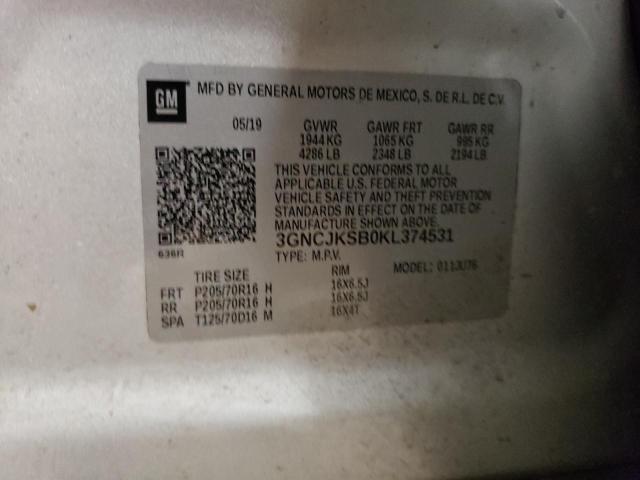 GM
MFD BY GENERAL MOTORS DE MEXICO, S. DE R.L. DE C.V.
05/19 GVWR GAWR FRT GAWR RR
1944 KG 1065 KG 995 KG
4286 LB 2348 LB 2194 LB
THIS VEHICLE CONFORMS TO ALL
APPLICABLE U.S. FEDERAL MOTOR
VEHICLE SAFETY AND THEFT PREVENTION
STANDARDS IN EFFECT ON THE DATE OF
MANUFACTURE SHOWN ABOVE.
3GNCJKSB0KL374531
636R
TYPE: M.P.V. MODEL: 011JU76
TIRE SIZE RIM
FRT P205/70R16 H 16X6.5J
RR P205/70R16 H 16X6.5J
SPA T125/70D16 M 16X4T